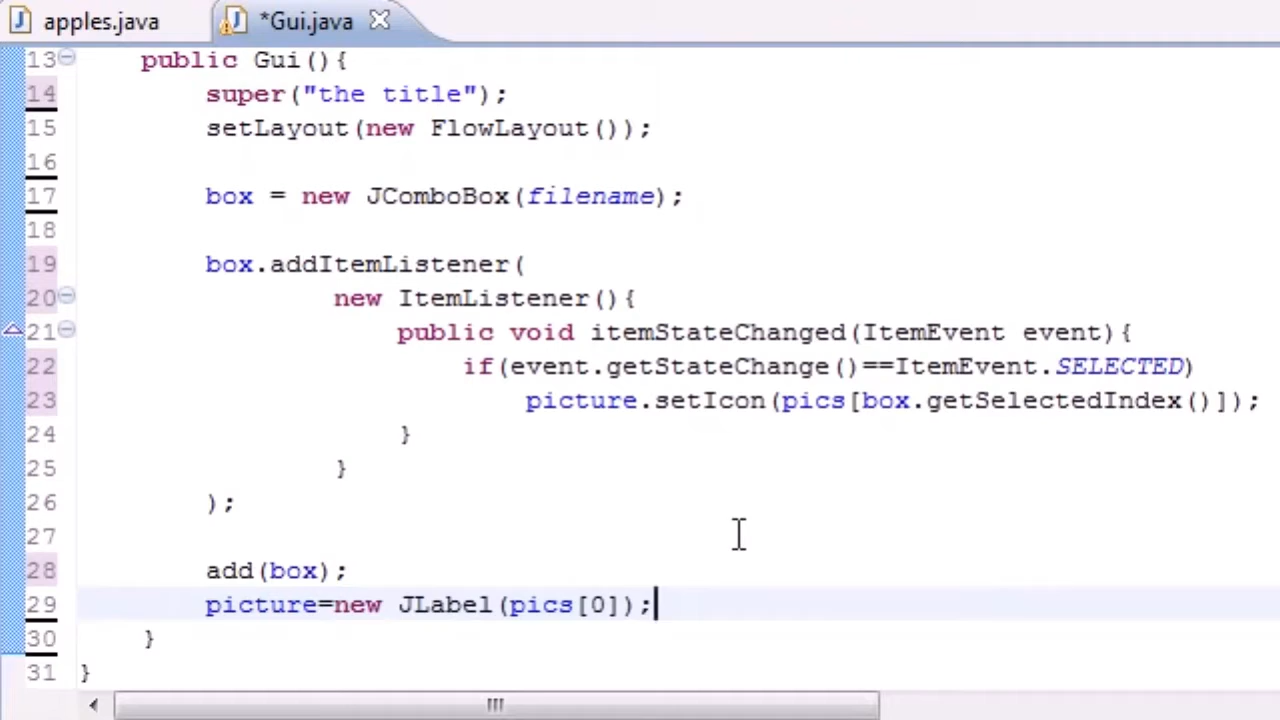 apples.java *Gui.java
13 public Gui(){
14 super("the title");
15 setLayout(new FlowLayout());
16
17 box = new JComboBox(filename);
18
19 box.addItemListener(
20 new ItemListener(){
21 public void itemStateChanged(ItemEvent event){
22 if(event.getStateChange()==ItemEvent.SELECTED)
23 picture.setIcon(pics[box.getSelectedIndex()]);
24 }
25 }
26 );
27
28 add(box);
29 picture=new JLabel(pics[0]);
30 }
31 }